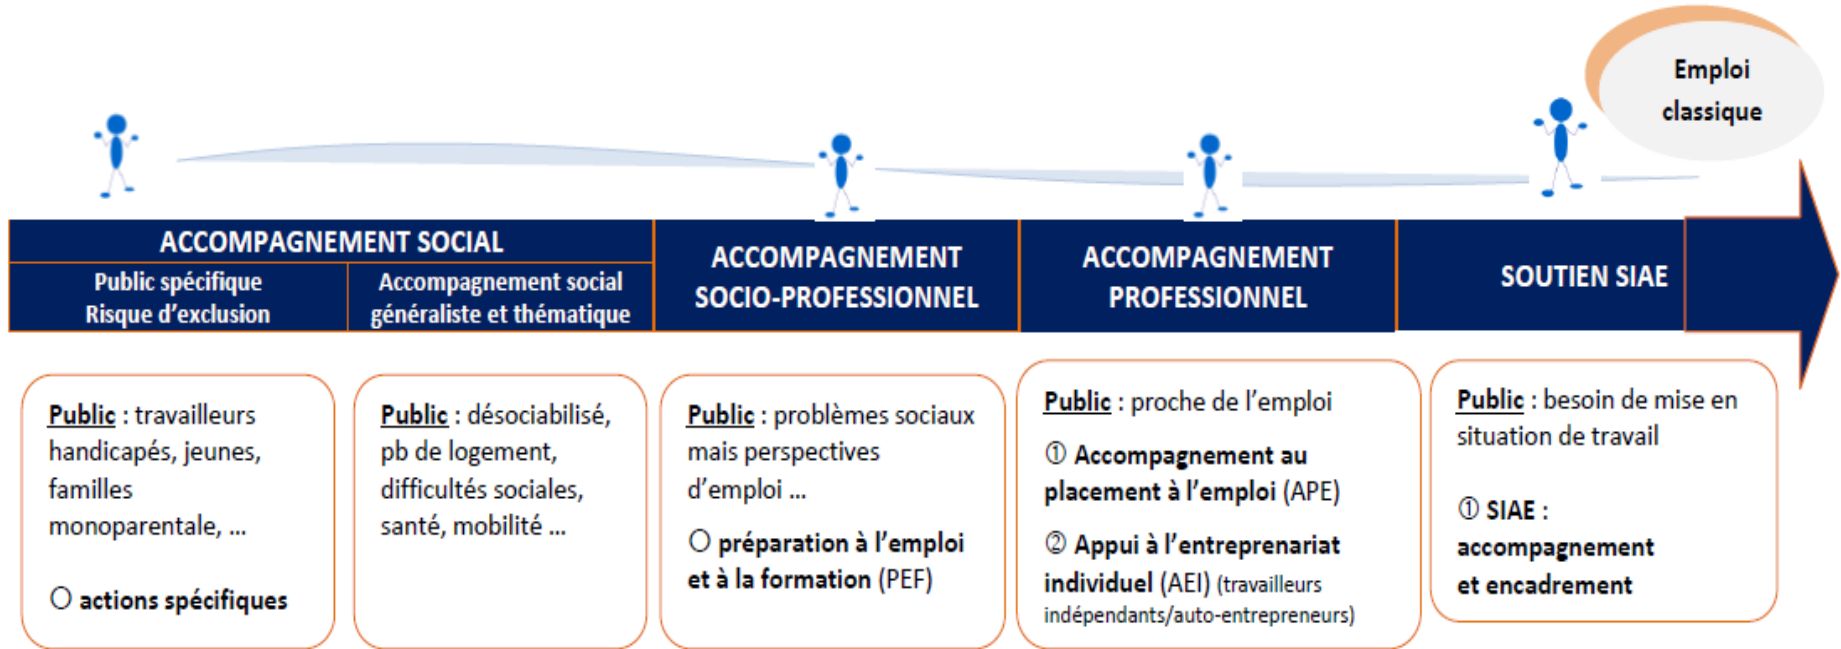 Emploi
classique
ACCOMPAGNEMENT SOCIAL
Public spécifique
Risque d'exclusion
Accompagnement social
généraliste et thématique
ACCOMPAGNEMENT
SOCIO-PROFESSIONNEL
ACCOMPAGNEMENT
PROFESSIONNEL
SOUTIEN SIAE
Public : travailleurs
handicapés, jeunes,
familles
monoparentale, ...
○ actions spécifiques
Public : désociabilisé,
pb de logement,
difficultés sociales,
santé, mobilité ...
Public : problèmes sociaux
mais perspectives
d'emploi ...
○ préparation à l'emploi
et à la formation (PEF)
Public : proche de l'emploi
① Accompagnement au
placement à l'emploi (APE)
② Appui à l'entreprenariat
individuel (AEI) (travailleurs
indépendants/auto-entrepreneurs)
Public : besoin de mise en
situation de travail
① SIAE :
accompagnement
et encadrement